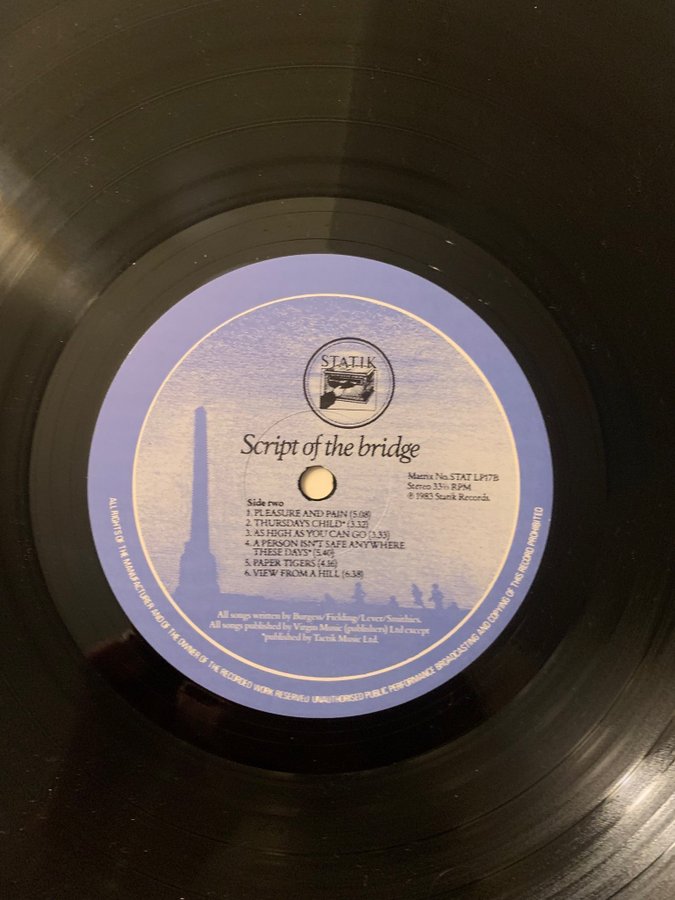 STATIK
Script of the bridge
Matrix No. STAT LP17B
Stereo 33⅓ RPM
℗ 1983 Statik Records.
Side two
1. PLEASURE AND PAIN (5.08)
2. THURSDAYS CHILD* (3.32)
3. AS HIGH AS YOU CAN GO (3.33)
4. A PERSON ISN'T SAFE ANYWHERE
THESE DAYS* (5.40)
5. PAPER TIGERS (4.16)
6. VIEW FROM A HILL (6.38)
All songs written by Burgess/Fielding/Lever/Smithies.
All songs published by Virgin Music (publishers) Ltd except
*published by Tactik Music Ltd.
ALL RIGHTS OF THE MANUFACTURER AND OF THE OWNER OF THE RECORDED WORK RESERVED UNAUTHORISED PUBLIC PERFORMANCE BROADCASTING AND COPYING OF THIS RECORD PROHIBITED